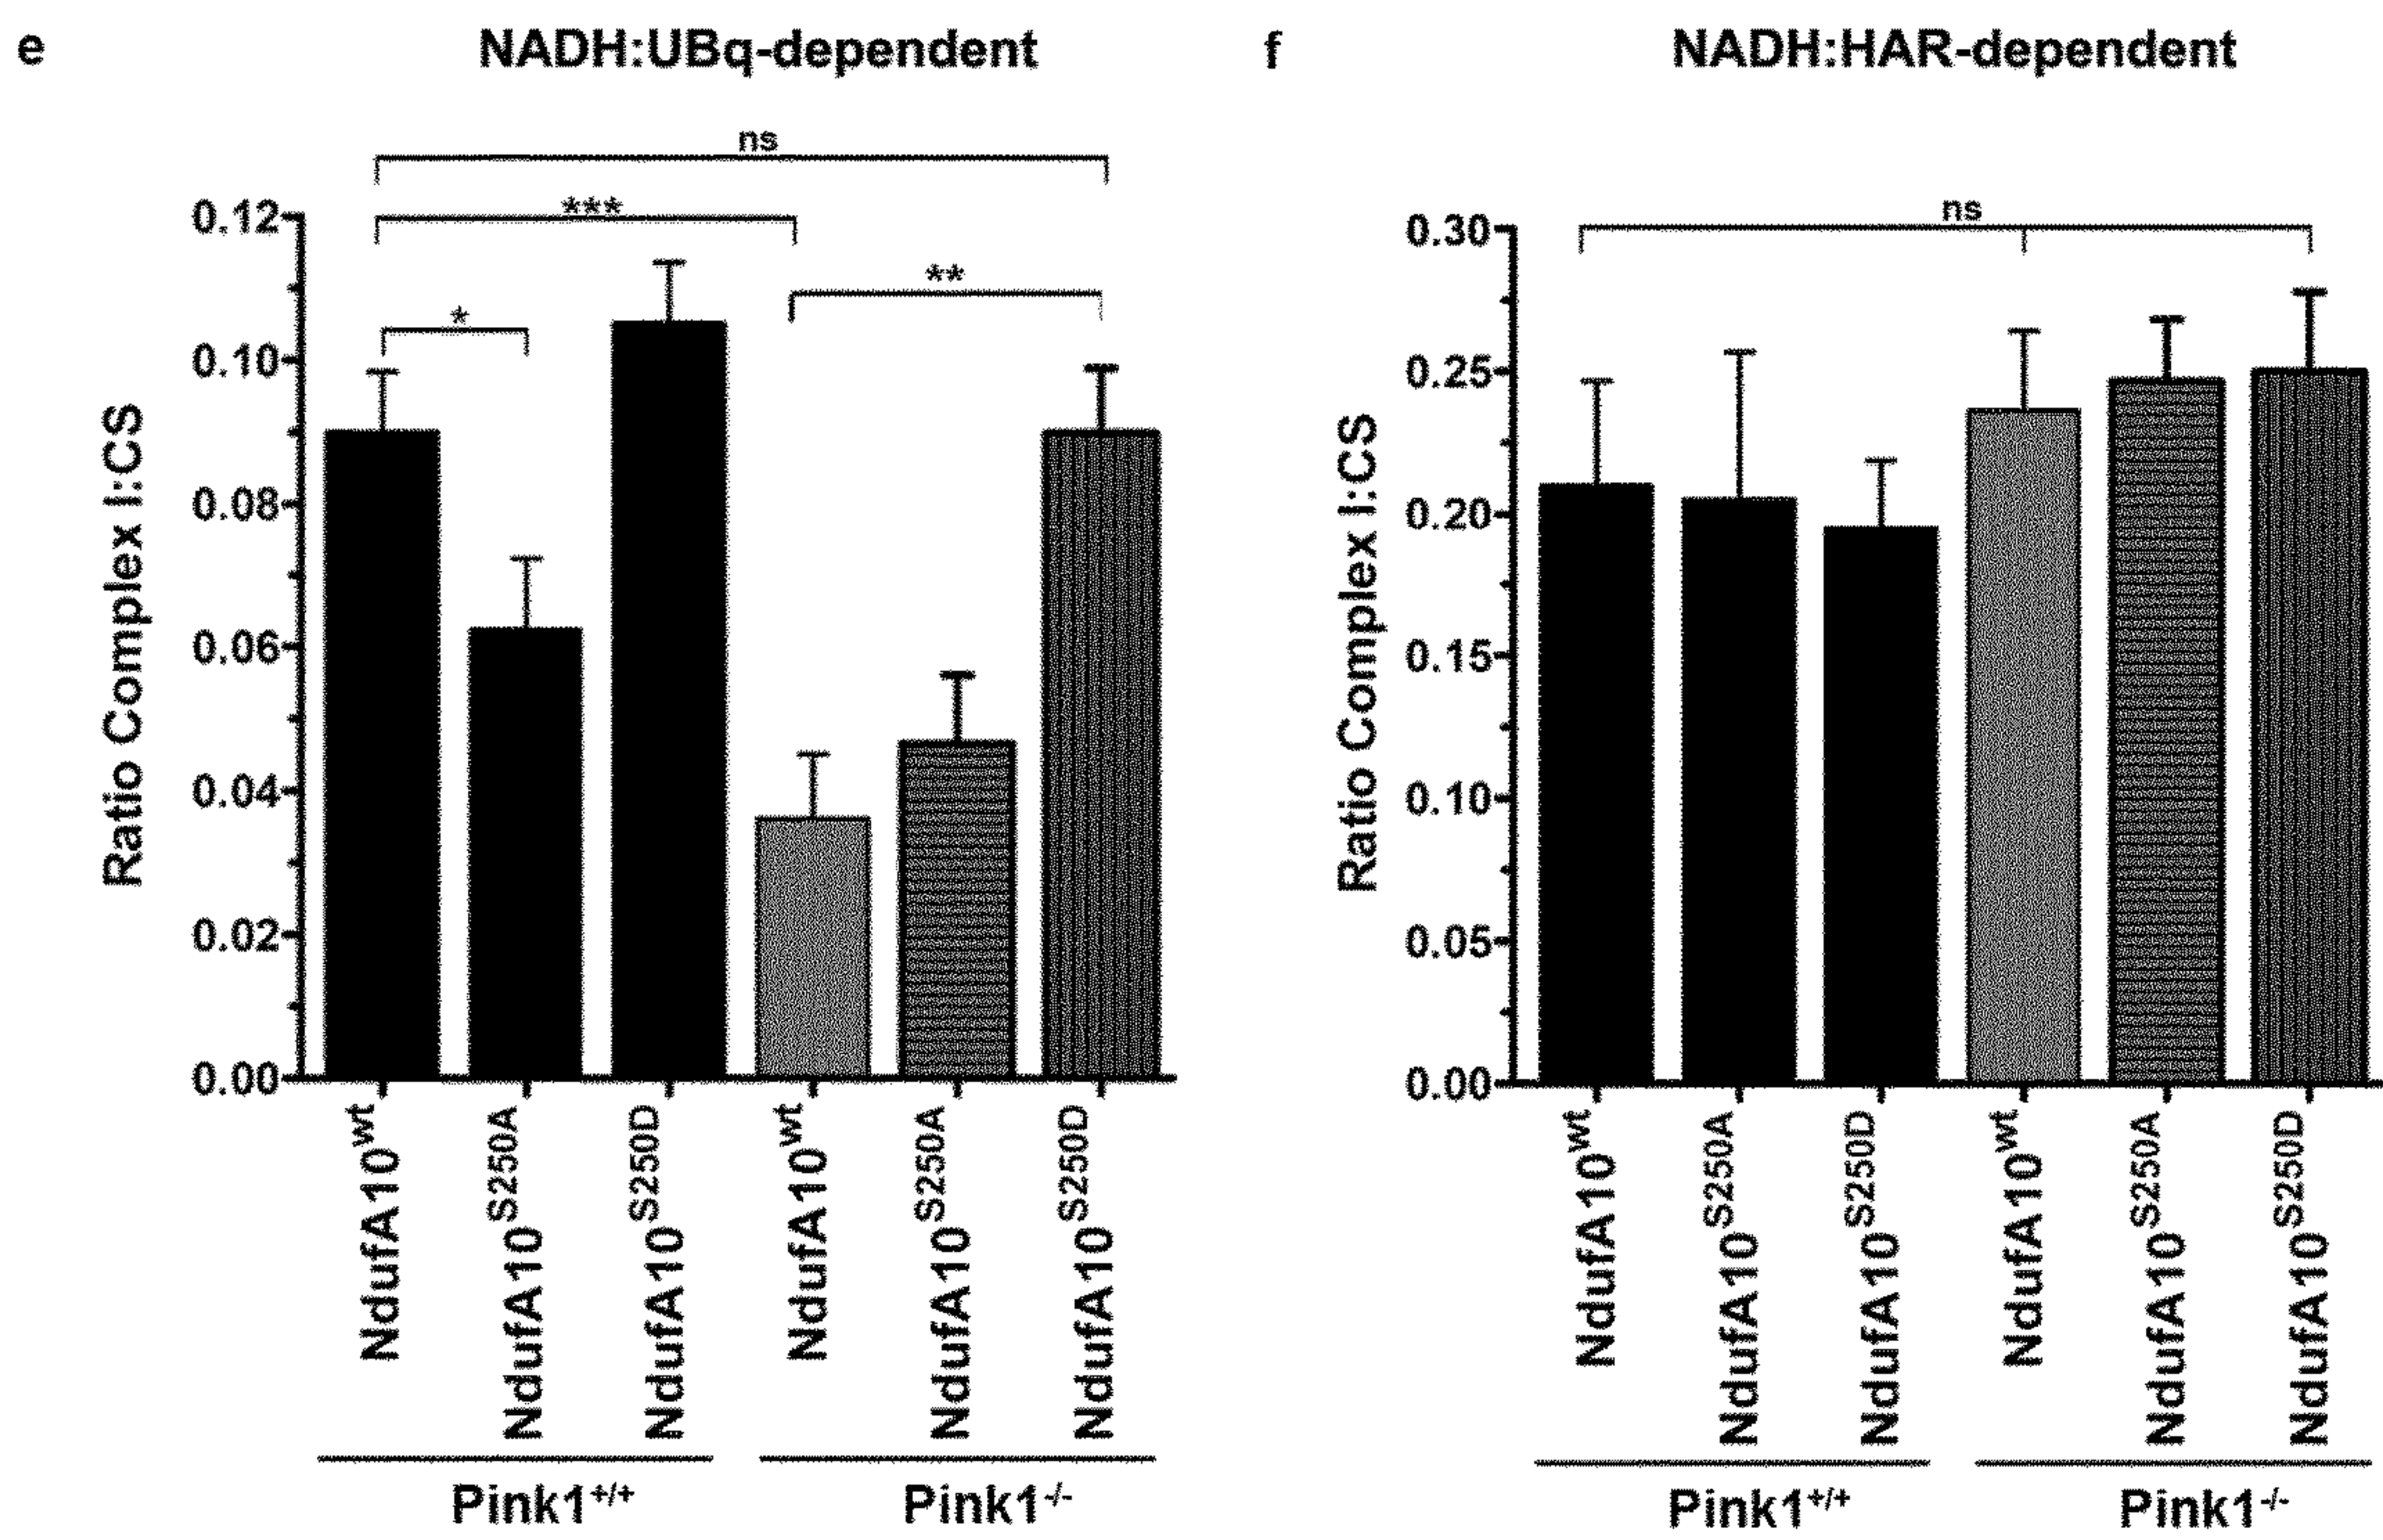 e
NADH:UBq-dependent
ns
***
**
*
0.12
0.10
0.08
0.06
0.04
0.02
0.00
Ratio Complex I:CS
NdufA10wt
NdufA10S250A
NdufA10S250D
NdufA10wt
NdufA10S250A
NdufA10S250D
Pink1+/+
Pink1-/-
f
NADH:HAR-dependent
ns
0.30
0.25
0.20
0.15
0.10
0.05
0.00
Ratio Complex I:CS
NdufA10wt
NdufA10S250A
NdufA10S250D
NdufA10wt
NdufA10S250A
NdufA10S250D
Pink1+/+
Pink1-/-